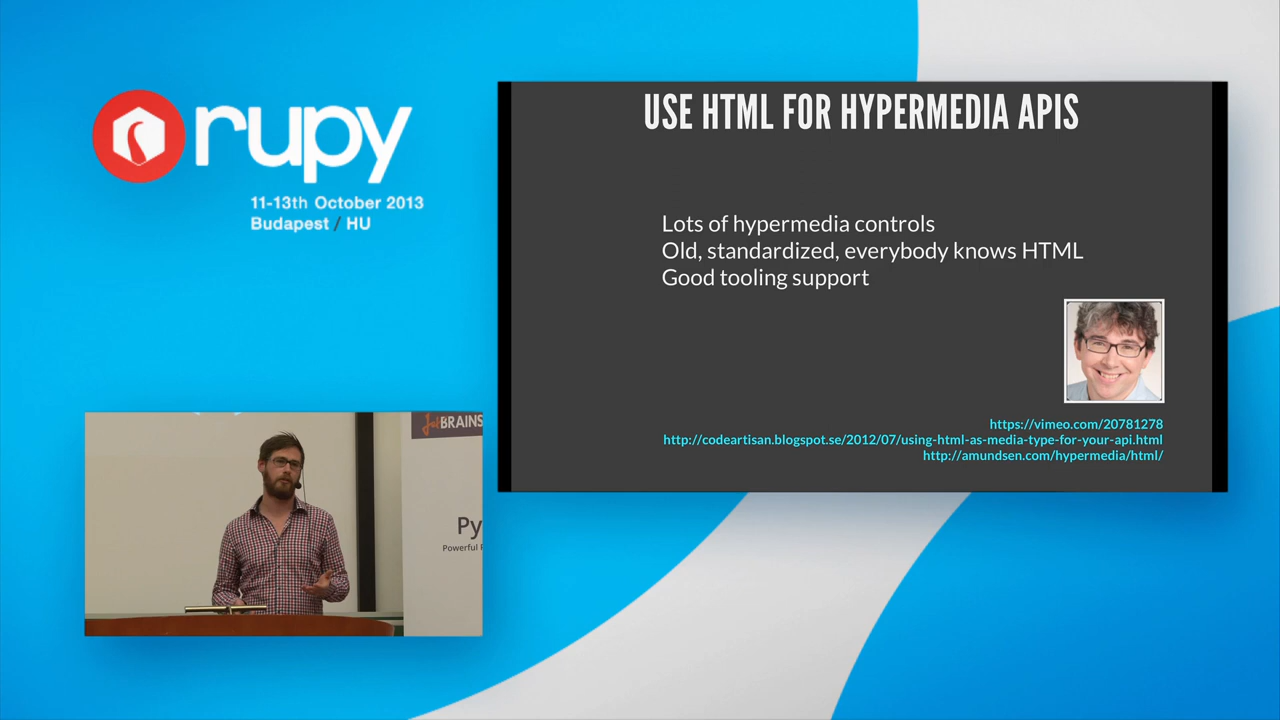 rupy
11-13th October 2013
Budapest / HU
USE HTML FOR HYPERMEDIA APIS
Lots of hypermedia controls
Old, standardized, everybody knows HTML
Good tooling support
https://vimeo.com/20781278
http://codeartisan.blogspot.se/2012/07/using-html-as-media-type-for-your-api.html
http://amundsen.com/hypermedia/html/
JetBRAINS
Py
Powerful